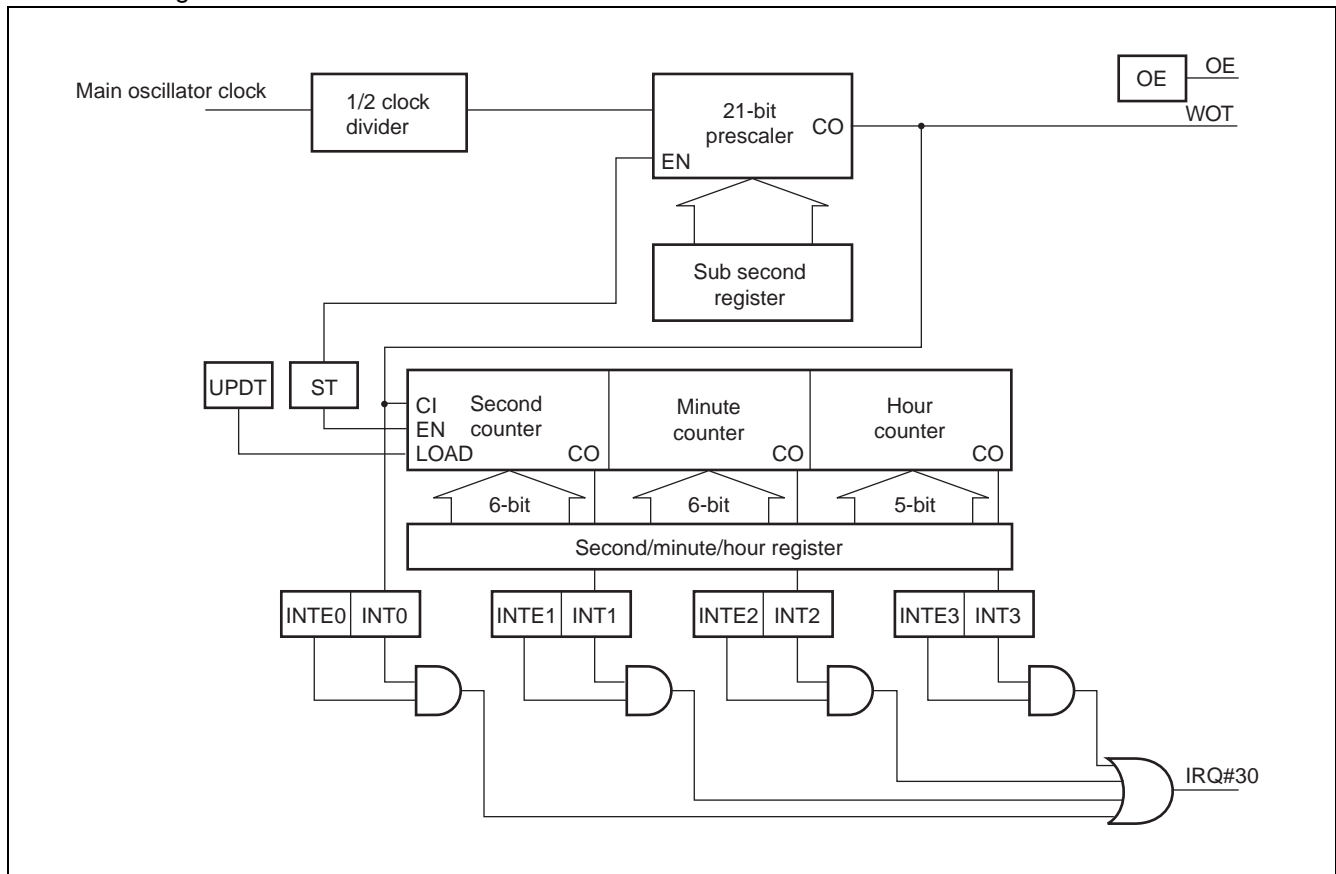 Main oscillator clock
1/2 clock
divider
21-bit
prescaler
CO
EN
OE
OE
WOT
Sub second
register
UPDT
ST
CI
EN
LOAD
Second
counter
CO
Minute
counter
CO
Hour
counter
CO
6-bit
6-bit
5-bit
Second/minute/hour register
INTE0 INT0
INTE1 INT1
INTE2 INT2
INTE3 INT3
IRQ#30